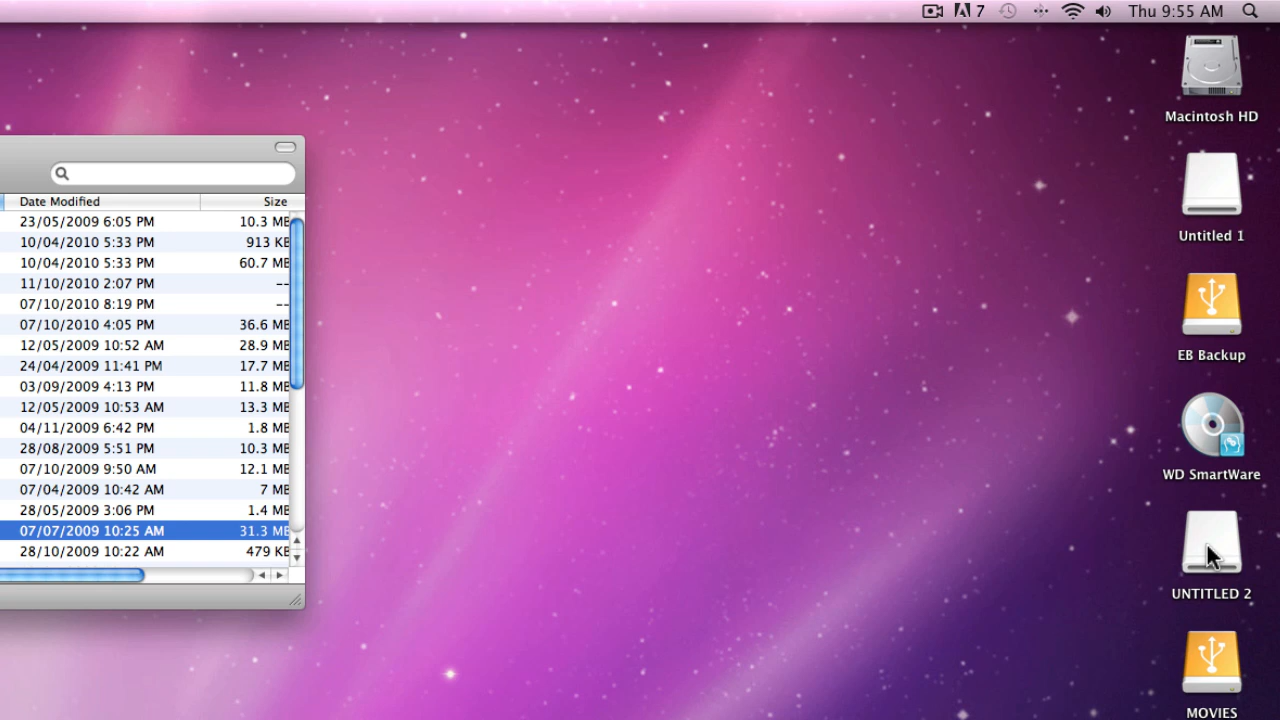 7 Thu 9:55 AM
Macintosh HD
Untitled 1
EB Backup
WD SmartWare
UNTITLED 2
MOVIES
Date Modified Size
23/05/2009 6:05 PM 10.3 MB
10/04/2010 5:33 PM 913 KB
10/04/2010 5:33 PM 60.7 MB
11/10/2010 2:07 PM --
07/10/2010 8:19 PM --
07/10/2010 4:05 PM 36.6 MB
12/05/2009 10:52 AM 28.9 MB
24/04/2009 11:41 PM 17.7 MB
03/09/2009 4:13 PM 11.8 MB
12/05/2009 10:53 AM 13.3 MB
04/11/2009 6:42 PM 1.8 MB
28/08/2009 5:51 PM 10.3 MB
07/10/2009 9:50 AM 12.1 MB
07/04/2009 10:42 AM 7 MB
28/05/2009 3:06 PM 1.4 MB
07/07/2009 10:25 AM 31.3 MB
28/10/2009 10:22 AM 479 KB